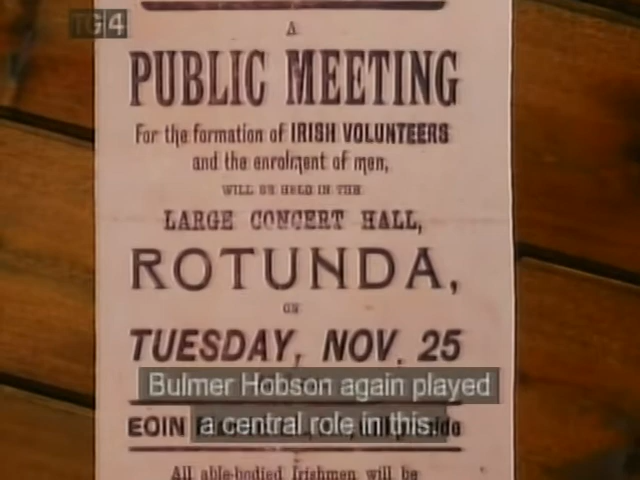 TG4
A
PUBLIC MEETING
For the formation of IRISH VOLUNTEERS
and the enrolment of men,
WILL BE HELD IN THE
LARGE CONCERT HALL,
ROTUNDA,
ON
TUESDAY, NOV. 25
Bulmer Hobson again played
a central role in this.
EOIN
All able-bodied Irishmen will be